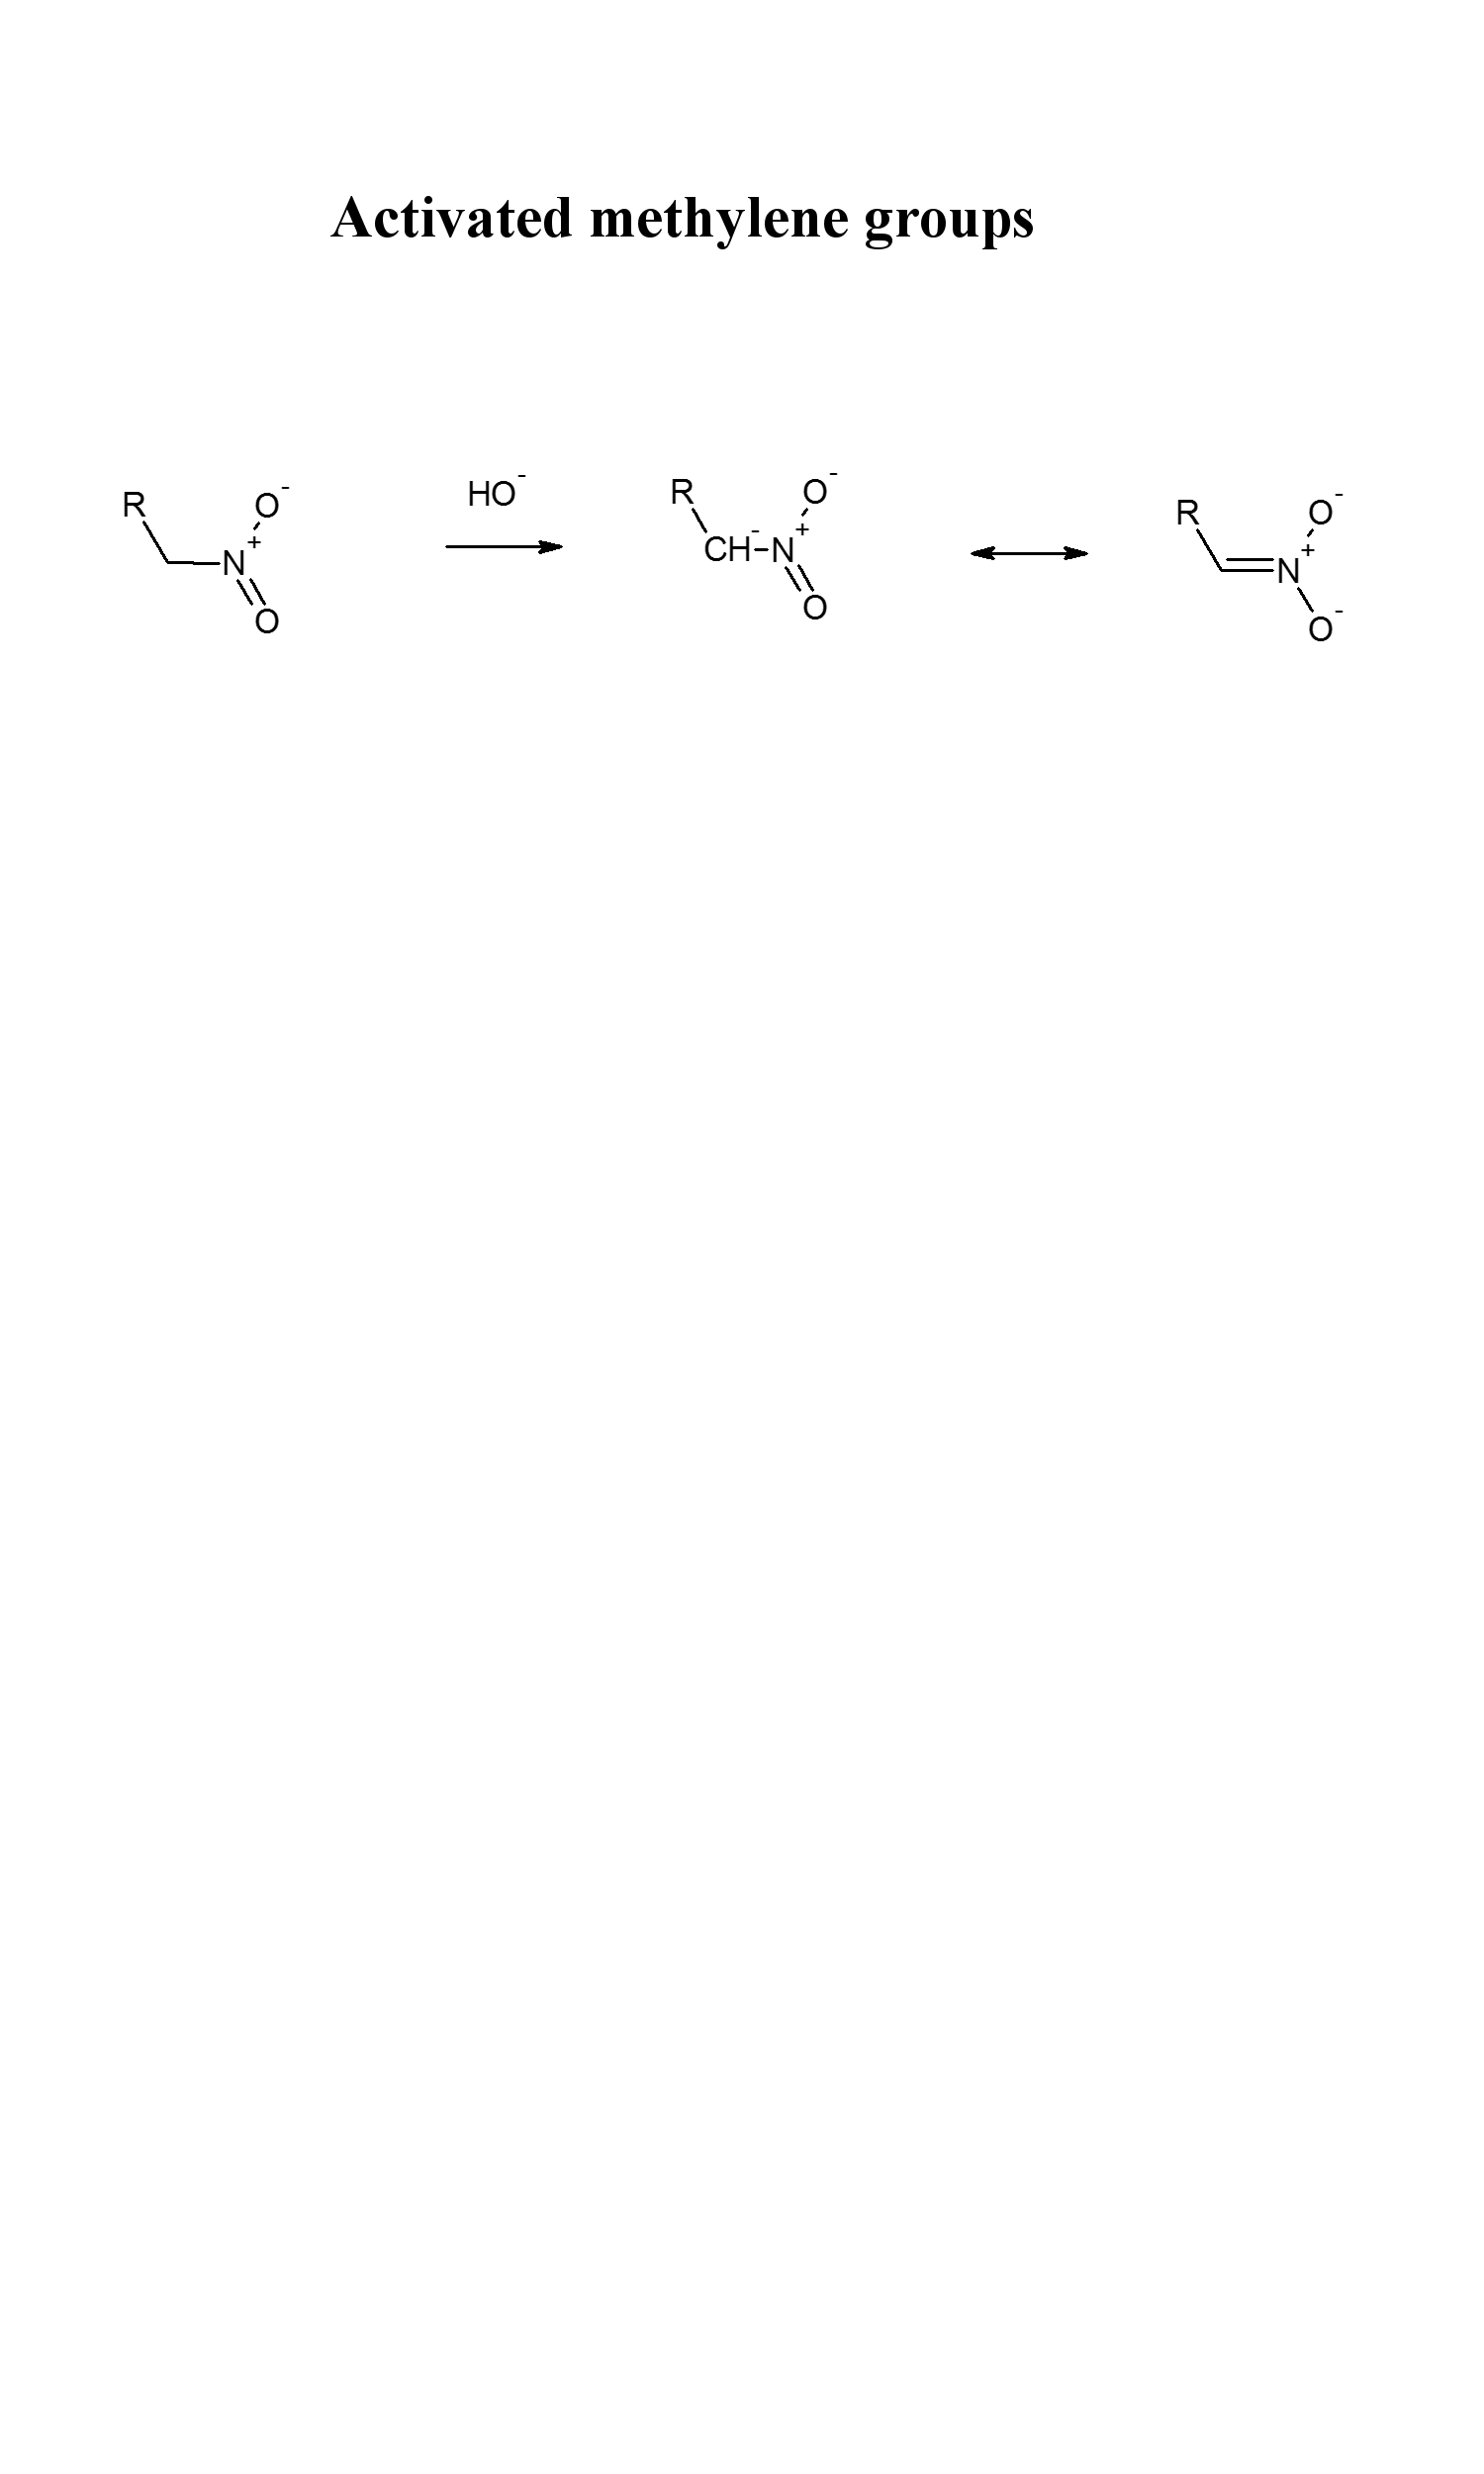 Activated methylene groups
R O- N+ O
HO-
R CH- N+ O- O
R N+ O- O-